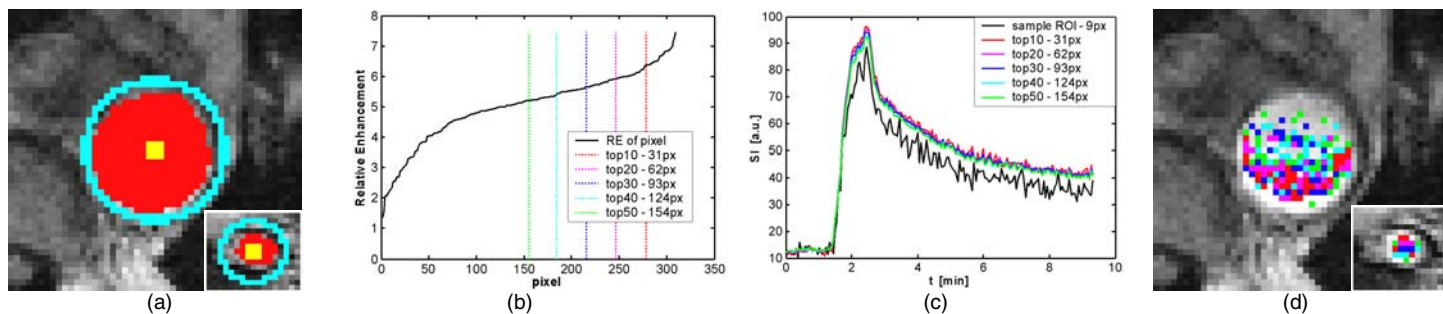 8
7
6
5
4
3
2
1
0
Relative Enhancement
RE of pixel
top10 - 31px
top20 - 62px
top30 - 93px
top40 - 124px
top50 - 154px
0 50 100 150 200 250 300 350
pixel
100
90
80
70
60
50
40
30
20
10
SI [a.u.]
sample ROI - 9px
top10 - 31px
top20 - 62px
top30 - 93px
top40 - 124px
top50 - 154px
0 2 4 6 8 10
t [min]
(a) (b) (c) (d)